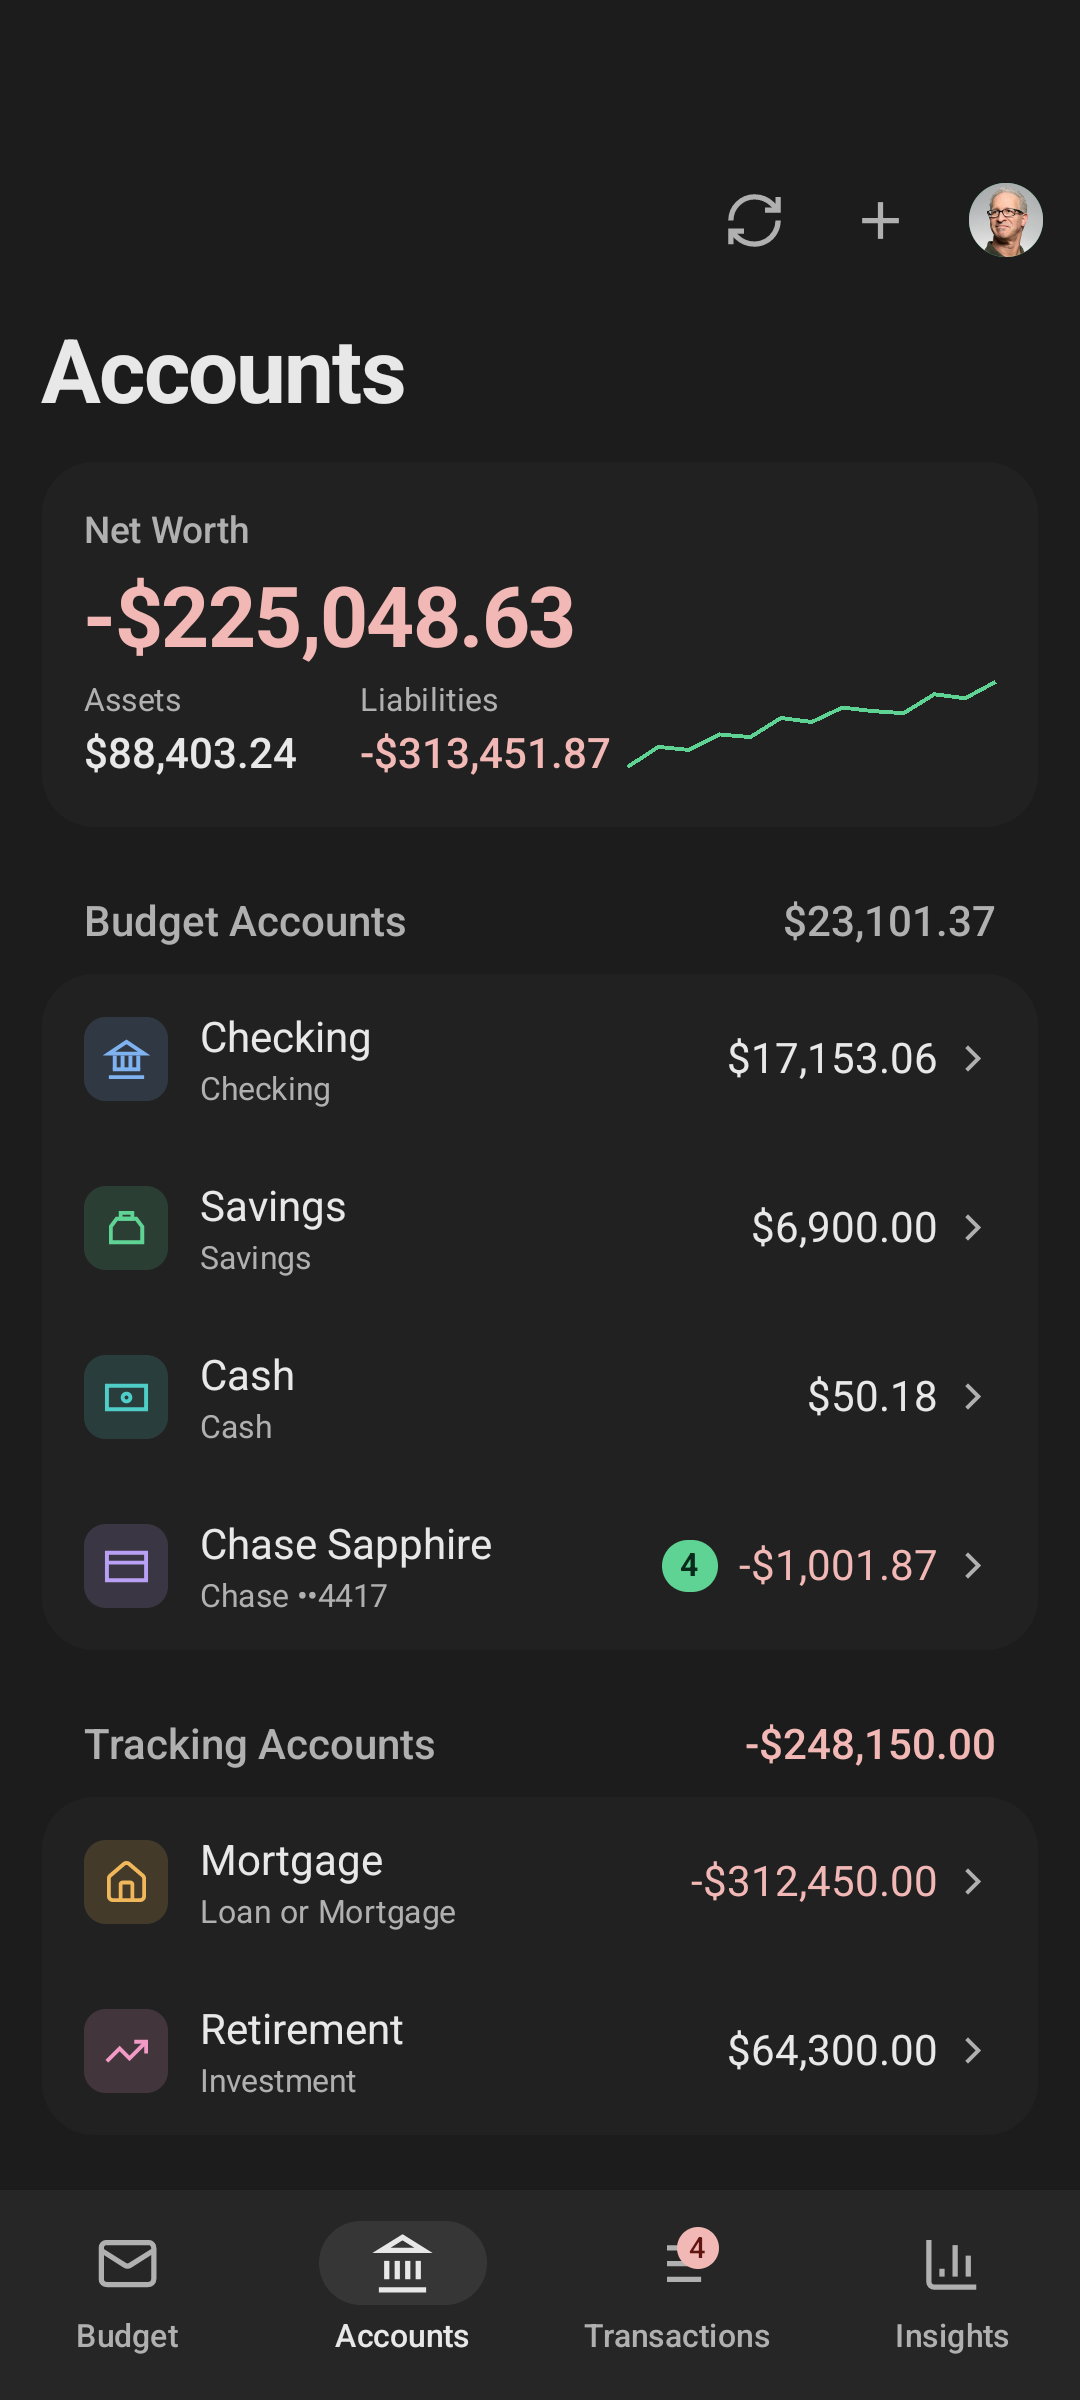 Accounts
Net Worth
-$225,048.63
Assets Liabilities
$88,403.24 -$313,451.87
Budget Accounts $23,101.37
Checking
Checking
$17,153.06
Savings
Savings
$6,900.00
Cash
Cash
$50.18
Chase Sapphire
Chase ••4417
4 -$1,001.87
Tracking Accounts -$248,150.00
Mortgage
Loan or Mortgage
-$312,450.00
Retirement
Investment
$64,300.00
4
Budget Accounts Transactions Insights